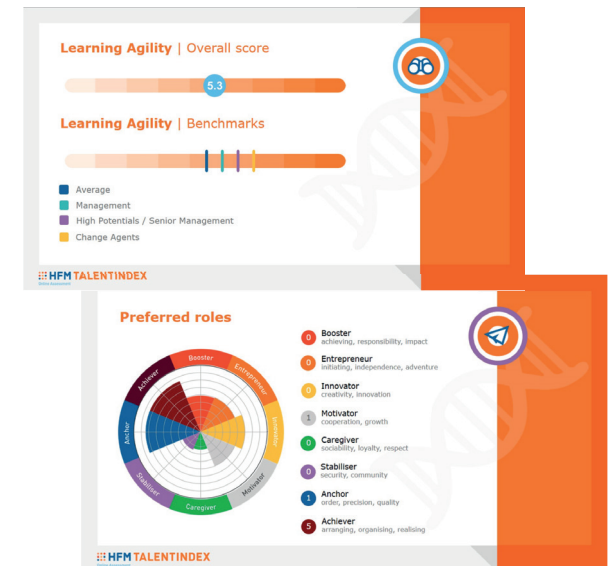 Learning Agility | Overall score
5.3
Learning Agility | Benchmarks
Average
Management
High Potentials / Senior Management
Change Agents
HFM TALENTINDEX
Preferred roles
Booster
Entrepreneur
Innovator
Motivator
Caregiver
Stabiliser
Anchor
Achiever
0 Booster
achieving, responsibility, impact
0 Entrepreneur
initiating, independence, adventure
0 Innovator
creativity, innovation
1 Motivator
cooperation, growth
0 Caregiver
sociability, loyalty, respect
0 Stabiliser
security, community
1 Anchor
order, precision, quality
5 Achiever
arranging, organising, realising
HFM TALENTINDEX